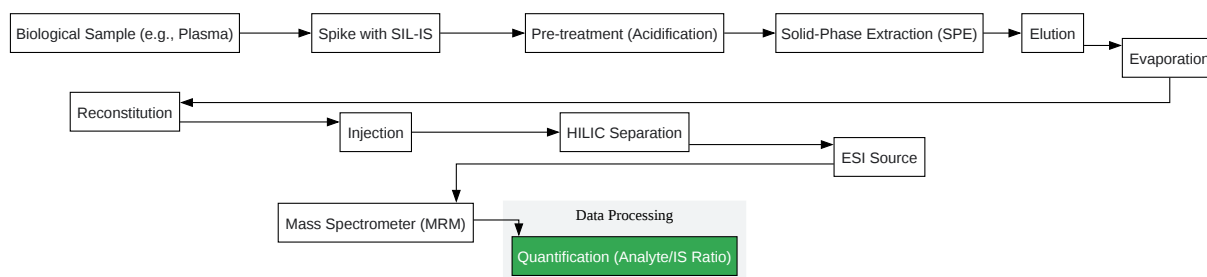 Biological Sample (e.g., Plasma)
Spike with SIL-IS
Pre-treatment (Acidification)
Solid-Phase Extraction (SPE)
Elution
Evaporation
Reconstitution
Injection
HILIC Separation
ESI Source
Mass Spectrometer (MRM)
Data Processing
Quantification (Analyte/IS Ratio)